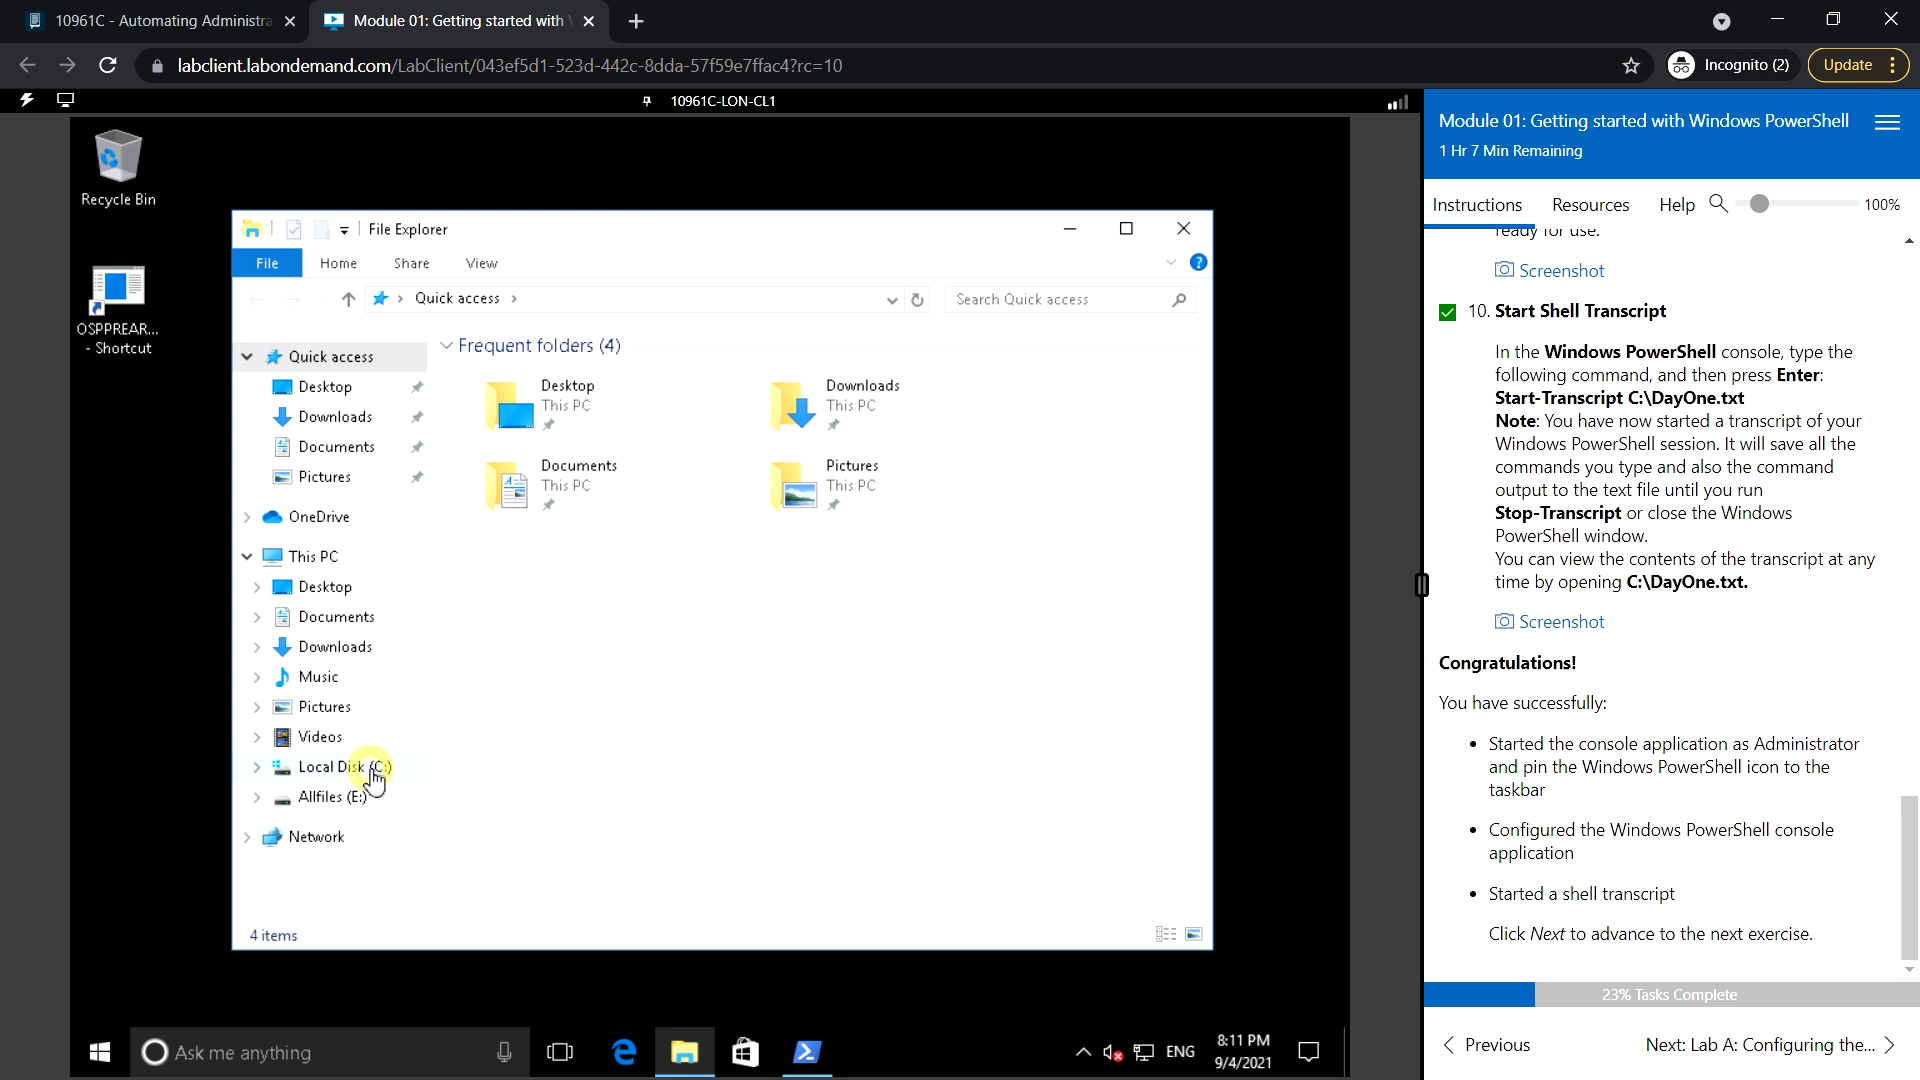 10961C - Automating Administra
Module 01: Getting started with
labclient.labondemand.com/LabClient/043ef5d1-523d-442c-8dda-57f59e7ffac4?rc=10
Incognito (2)
Update
10961C-LON-CL1
Recycle Bin
OSPPREAR...
- Shortcut
File Explorer
File
Home
Share
View
Quick access
Search Quick access
Quick access
Desktop
Downloads
Documents
Pictures
OneDrive
This PC
Desktop
Documents
Downloads
Music
Pictures
Videos
Local Disk (C:)
Allfiles (E:)
Network
Frequent folders (4)
Desktop
This PC
Downloads
This PC
Documents
This PC
Pictures
This PC
4 items
Ask me anything
ENG
8:11 PM
9/4/2021
Module 01: Getting started with Windows PowerShell
1 Hr 7 Min Remaining
Instructions
Resources
Help
100%
ready for use.
Screenshot
10. Start Shell Transcript
In the Windows PowerShell console, type the
following command, and then press Enter:
Start-Transcript C:\DayOne.txt
Note: You have now started a transcript of your
Windows PowerShell session. It will save all the
commands you type and also the command
output to the text file until you run
Stop-Transcript or close the Windows
PowerShell window.
You can view the contents of the transcript at any
time by opening C:\DayOne.txt.
Screenshot
Congratulations!
You have successfully:
• Started the console application as Administrator
and pin the Windows PowerShell icon to the
taskbar
• Configured the Windows PowerShell console
application
• Started a shell transcript
Click Next to advance to the next exercise.
23% Tasks Complete
Previous
Next: Lab A: Configuring the...